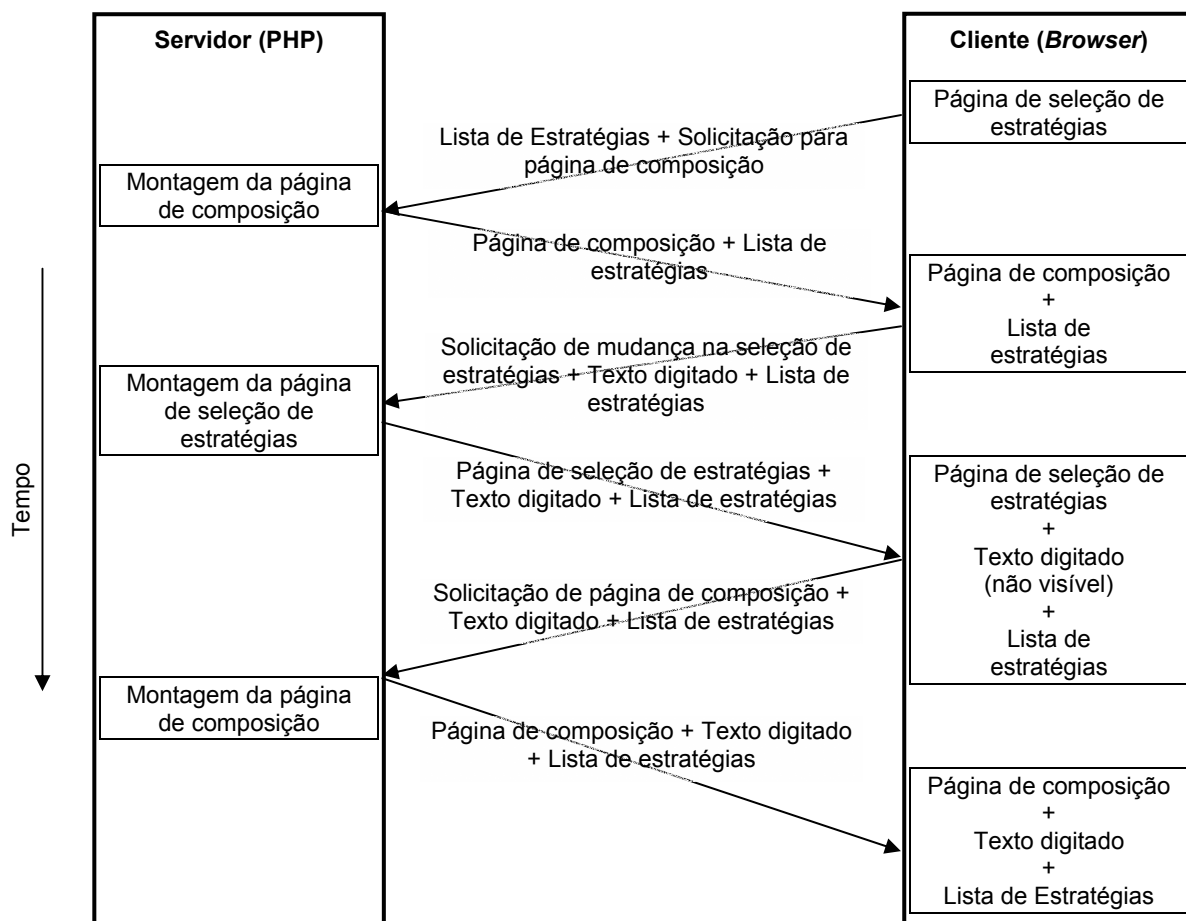 Servidor (PHP)
Cliente (Browser)
Página de seleção de
estratégias
Lista de Estratégias + Solicitação para
página de composição
Montagem da página
de composição
Página de composição + Lista de
estratégias
Página de composição
+
Lista de
estratégias
Solicitação de mudança na seleção de
estratégias + Texto digitado + Lista de
estratégias
Montagem da página
de seleção de
estratégias
Tempo
Página de seleção de estratégias +
Texto digitado + Lista de estratégias
Página de seleção de
estratégias
+
Texto digitado
(não visível)
+
Lista de
estratégias
Solicitação de página de composição +
Texto digitado + Lista de estratégias
Montagem da página
de composição
Página de composição + Texto digitado
+ Lista de estratégias
Página de composição
+
Texto digitado
+
Lista de Estratégias